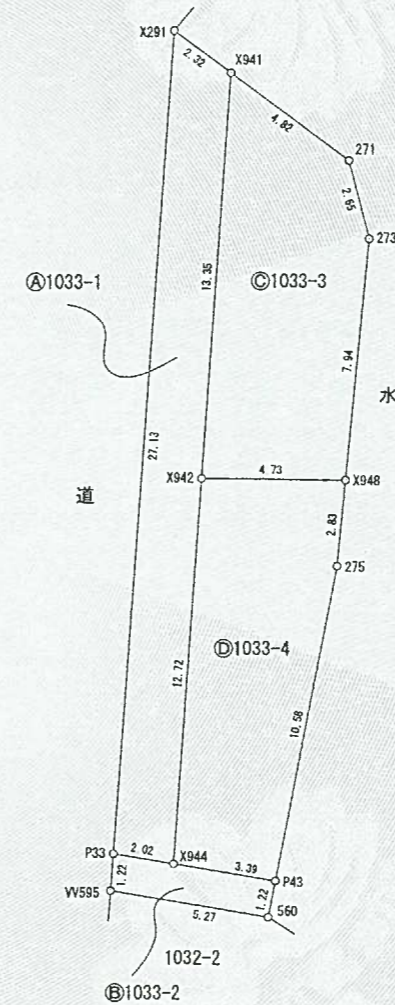 X291
2.32
X941
4.82
271
2.65
273
Ⓐ1033-1
13.35
Ⓒ1033-3
7.94
水
27.13
道
X942
4.73
X948
2.83
275
Ⓓ1033-4
12.72
10.58
P33
2.02
X944
3.39
P43
VV595
1.22
5.27
1.22
560
1032-2
Ⓑ1033-2